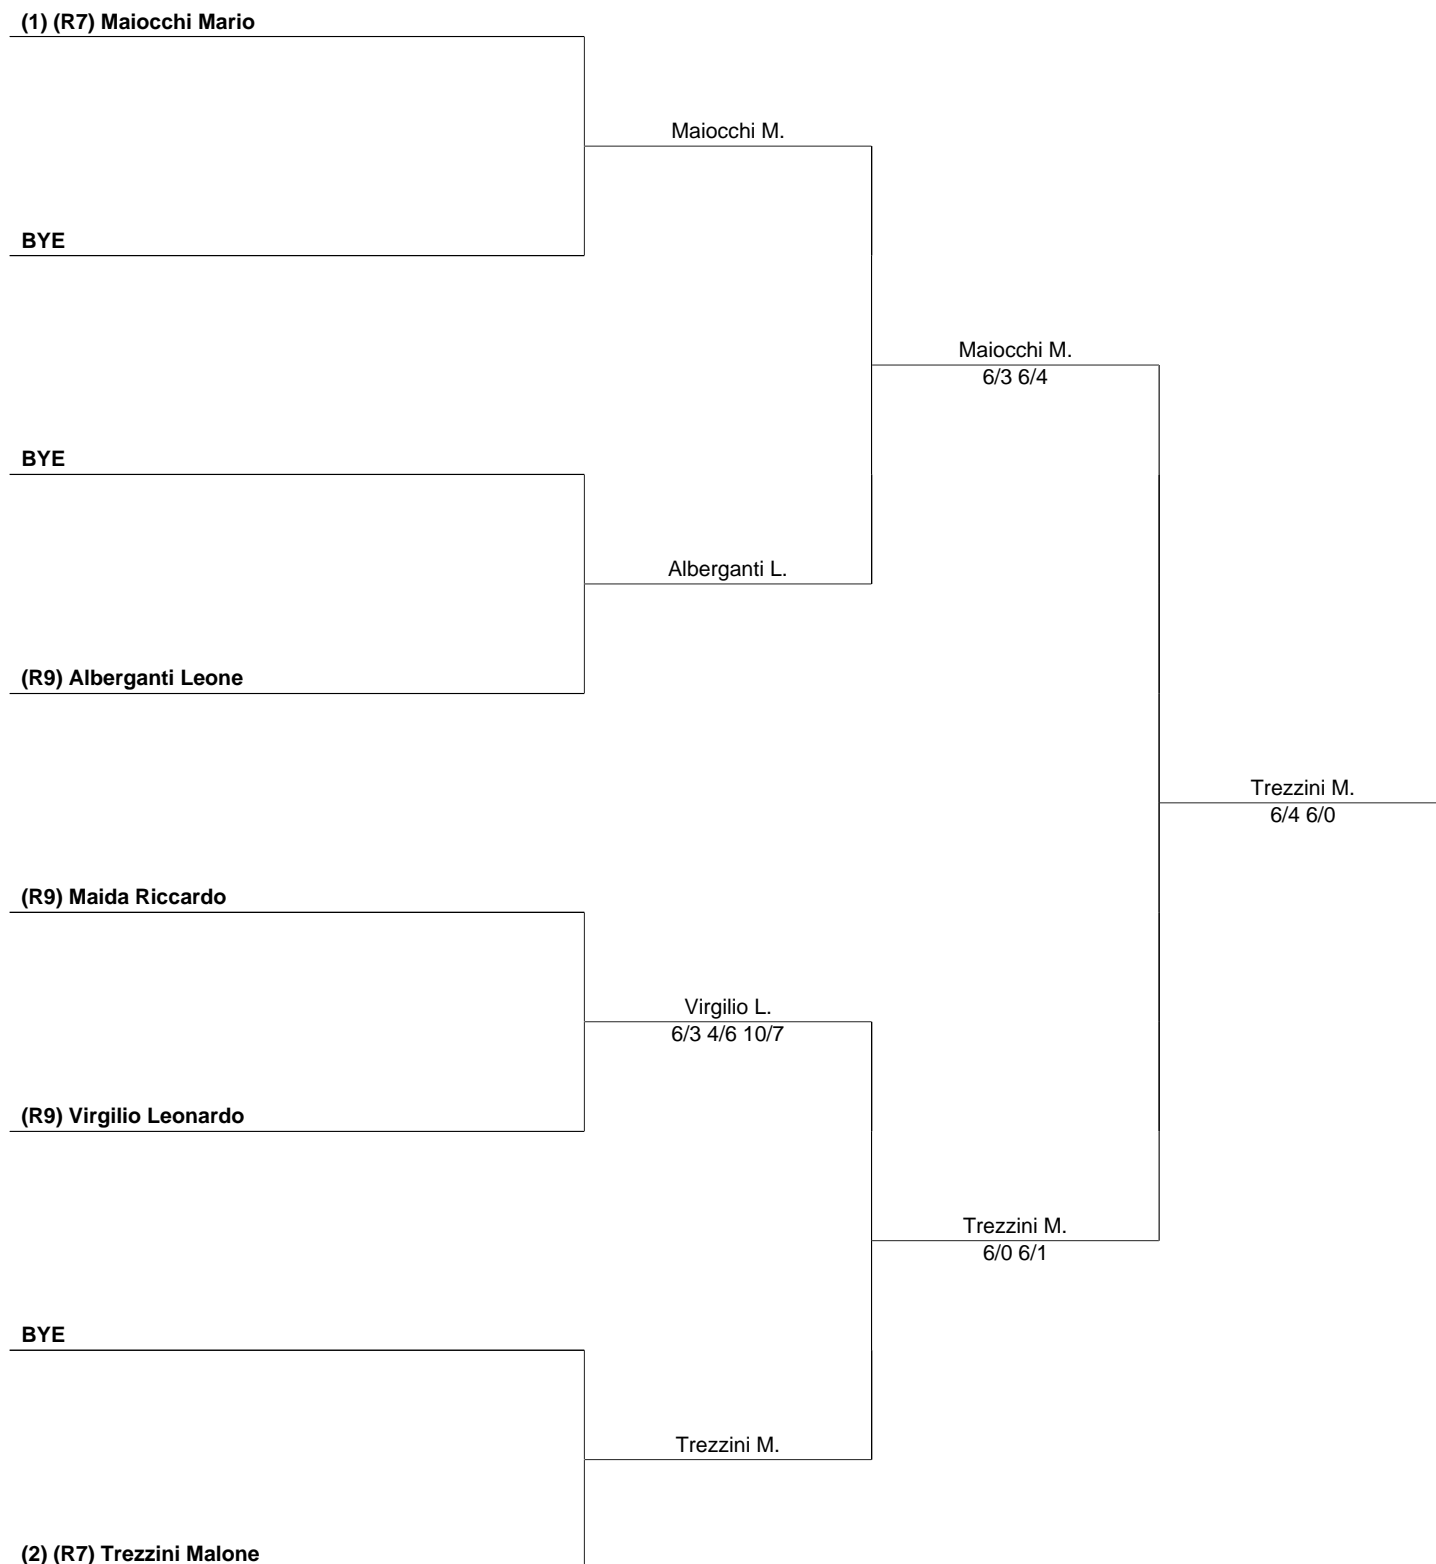 (1) (R7) Maiocchi Mario
Maiocchi M.
BYE
Maiocchi M.
6/3 6/4
BYE
Alberganti L.
(R9) Alberganti Leone
Trezzini M.
6/4 6/0
(R9) Maida Riccardo
Virgilio L.
6/3 4/6 10/7
(R9) Virgilio Leonardo
Trezzini M.
6/0 6/1
BYE
Trezzini M.
(2) (R7) Trezzini Malone